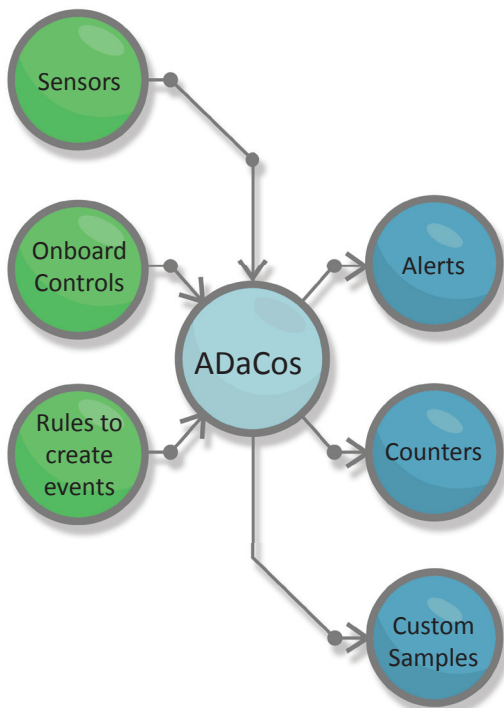 Sensors
Onboard
Controls
Rules to
create
events
ADaCos
Alerts
Counters
Custom
Samples